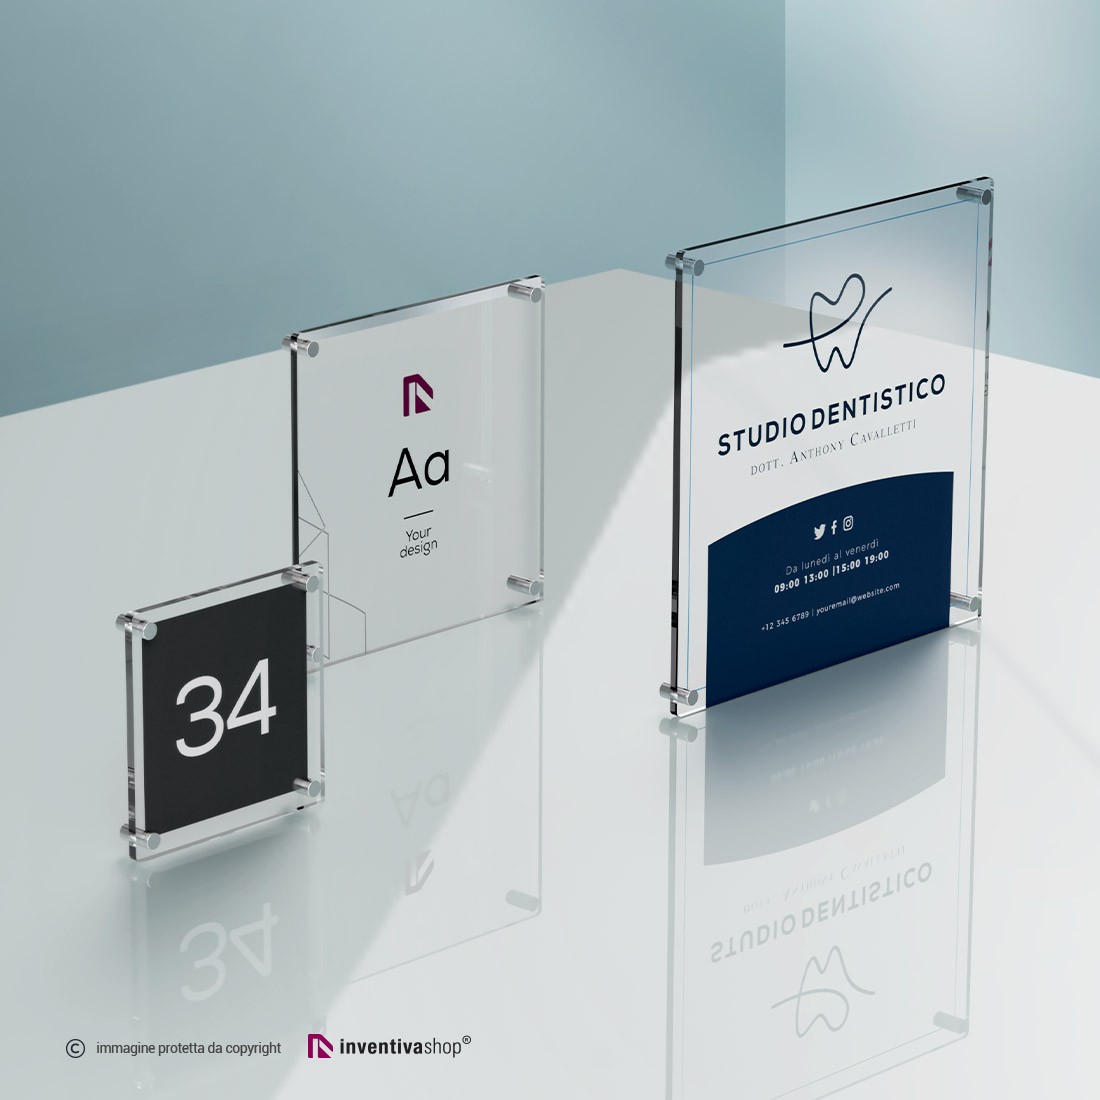 Aa
Your
design
34
STUDIO DENTISTICO
DOTT. ANTHONY CAVALLETTI
Da lunedì al venerdì
09:00 13:00 |15:00 19:00
+12 345 6789 | youremail@website.com
© immagine protetta da copyright
inventivashop®